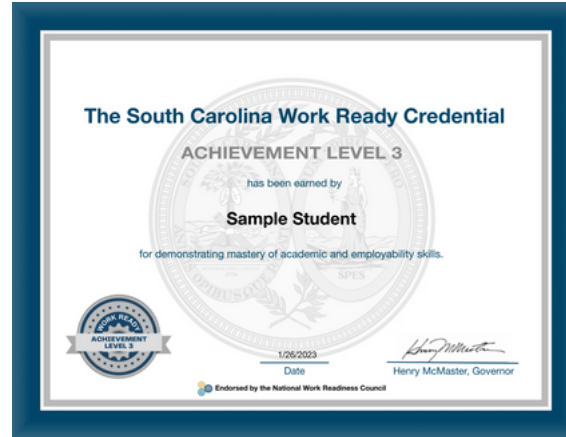 The South Carolina Work Ready Credential
ACHIEVEMENT LEVEL 3
has been earned by
Sample Student
for demonstrating mastery of academic and employability skills.
SPES
WORK READY
ACHIEVEMENT
LEVEL 3
1/26/2023
Date
Henry McMaster, Governor
Endorsed by the National Work Readiness Council